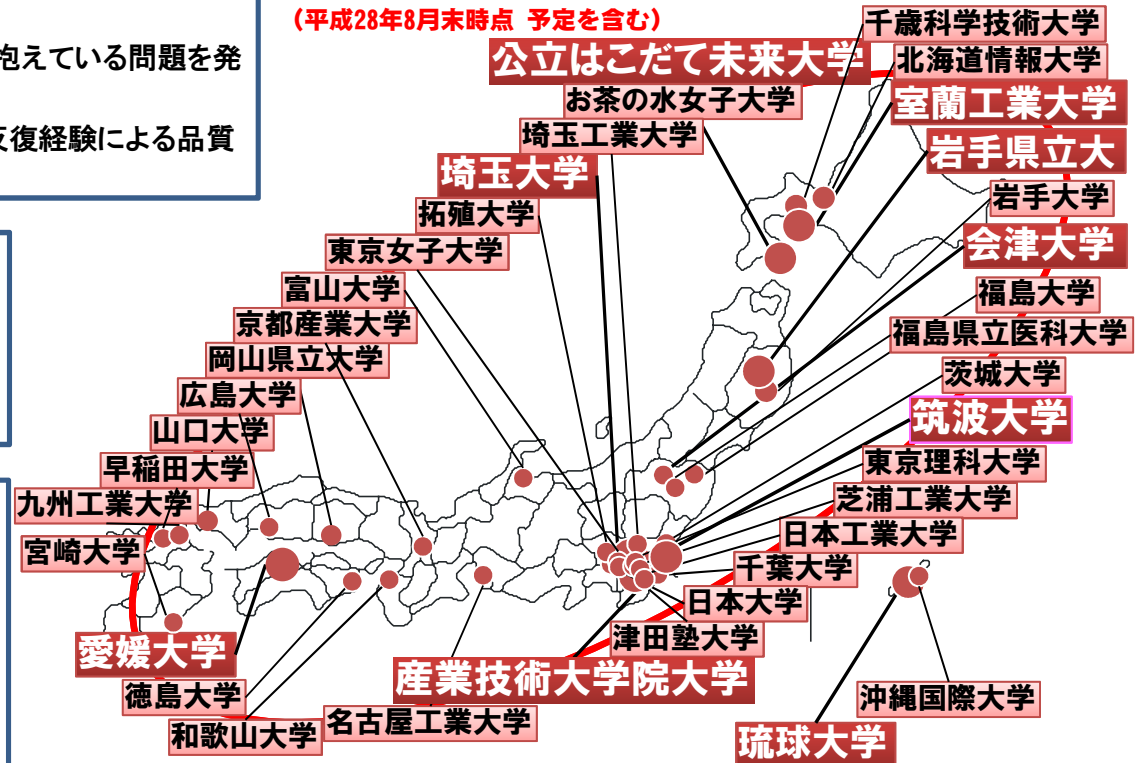 (平成28年8月末時点 予定を含む)
抱えている問題を発
反復経験による品質
千歳科学技術大学
公立はこだて未来大学
北海道情報大学
お茶の水女子大学
室蘭工業大学
埼玉工業大学
岩手県立大
埼玉大学
岩手大学
拓殖大学
会津大学
東京女子大学
富山大学
福島大学
京都産業大学
福島県立医科大学
岡山県立大学
茨城大学
広島大学
筑波大学
山口大学
東京理科大学
早稲田大学
芝浦工業大学
九州工業大学
日本工業大学
宮崎大学
千葉大学
日本大学
津田塾大学
愛媛大学
産業技術大学院大学
徳島大学
沖縄国際大学
名古屋工業大学
和歌山大学
琉球大学